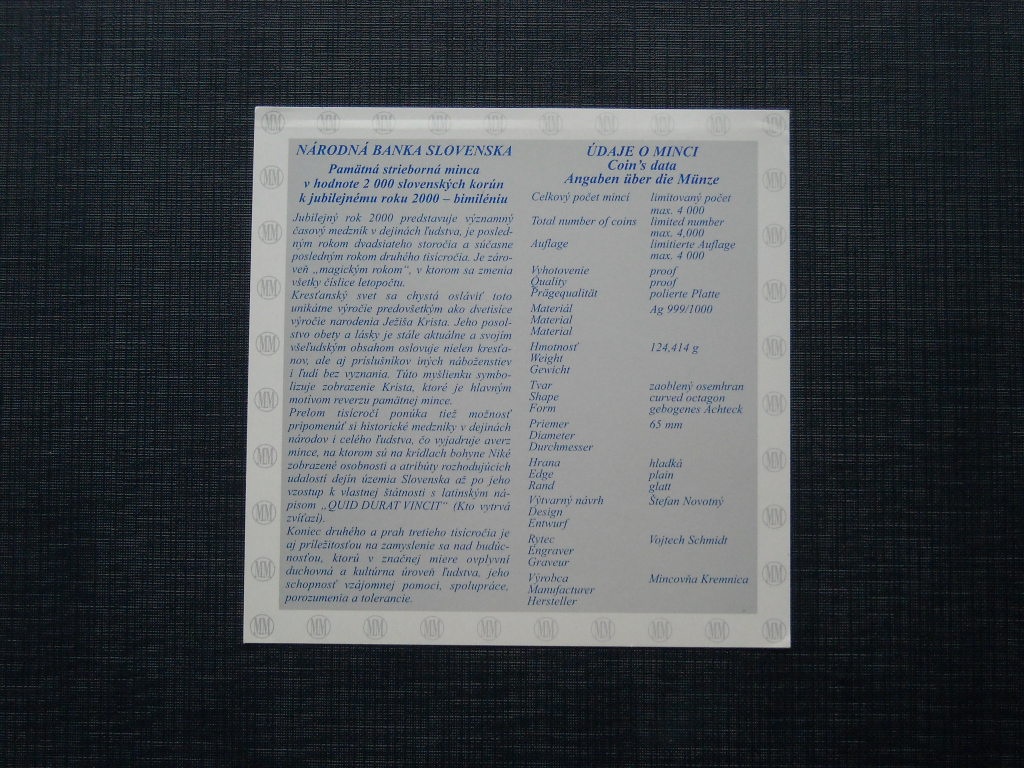 NÁRODNÁ BANKA SLOVENSKA
Pamätná strieborná minca
v hodnote 2 000 slovenských korún
k jubilejnému roku 2000 – bimiléniu
Jubilejný rok 2000 predstavuje významný
časový medzník v dejinách ľudstva, je posled-
ným rokom dvadsiateho storočia a súčasne
posledným rokom druhého tisícročia. Je záro-
veň „magickým rokom“, v ktorom sa zmenia
všetky číslice letopočtu.
Kresťanský svet sa chystá osláviť toto
unikátne výročie predovšetkým ako dvetisíce
výročie narodenia Ježiša Krista. Jeho posol-
stvo obety a lásky je stále aktuálne a svojím
všeľudským obsahom oslovuje nielen kresťa-
nov, ale aj príslušníkov iných náboženstiev
i ľudí bez vyznania. Túto myšlienku symbo-
lizuje zobrazenie Krista, ktoré je hlavným
motívom reverzu pamätnej mince.
Prelom tisícročí ponúka tiež možnosť
pripomenúť si historické medzníky v dejinách
národov i celého ľudstva, čo vyjadruje averz
mince, na ktorom sú na krídlach bohyne Niké
zobrazené osobnosti a atribúty rozhodujúcich
udalostí dejín územia Slovenska až po jeho
vzostup k vlastnej štátnosti s latinským ná-
pisom „QUID DURAT VINCIT“ (Kto vytrvá
zvíťazí).
Koniec druhého a prah tretieho tisícročia je
aj príležitosťou na zamyslenie sa nad budúc-
nosťou, ktorú v značnej miere ovplyvní
duchovná a kultúrna úroveň ľudstva, jeho
schopnosť vzájomnej pomoci, spolupráce,
porozumenia a tolerancie.
ÚDAJE O MINCI
Coin's data
Angaben über die Münze
Celkový počet mincí limitovaný počet
max. 4 000
Total number of coins limited number
max. 4,000
Auflage limitierte Auflage
max. 4 000
Vyhotovenie proof
Quality proof
Prägequalität polierte Platte
Materiál Ag 999/1000
Material
Material
Hmotnosť 124,414 g
Weight
Gewicht
Tvar zaoblený osemhran
Shape curved octagon
Form gebogenes Achteck
Priemer 65 mm
Diameter
Durchmesser
Hrana hladká
Edge plain
Rand glatt
Výtvarný návrh Štefan Novotný
Design
Entwurf
Rytec Vojtech Schmidt
Engraver
Graveur
Výrobca Mincovňa Kremnica
Manufacturer
Hersteller